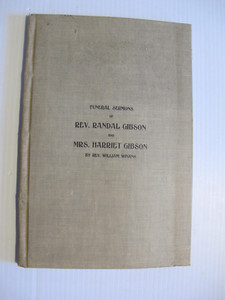 FUNERAL SERMONS
OF
REV. RANDAL GIBSON
AND
MRS. HARRIET GIBSON
BY REV. WILLIAM WINANS